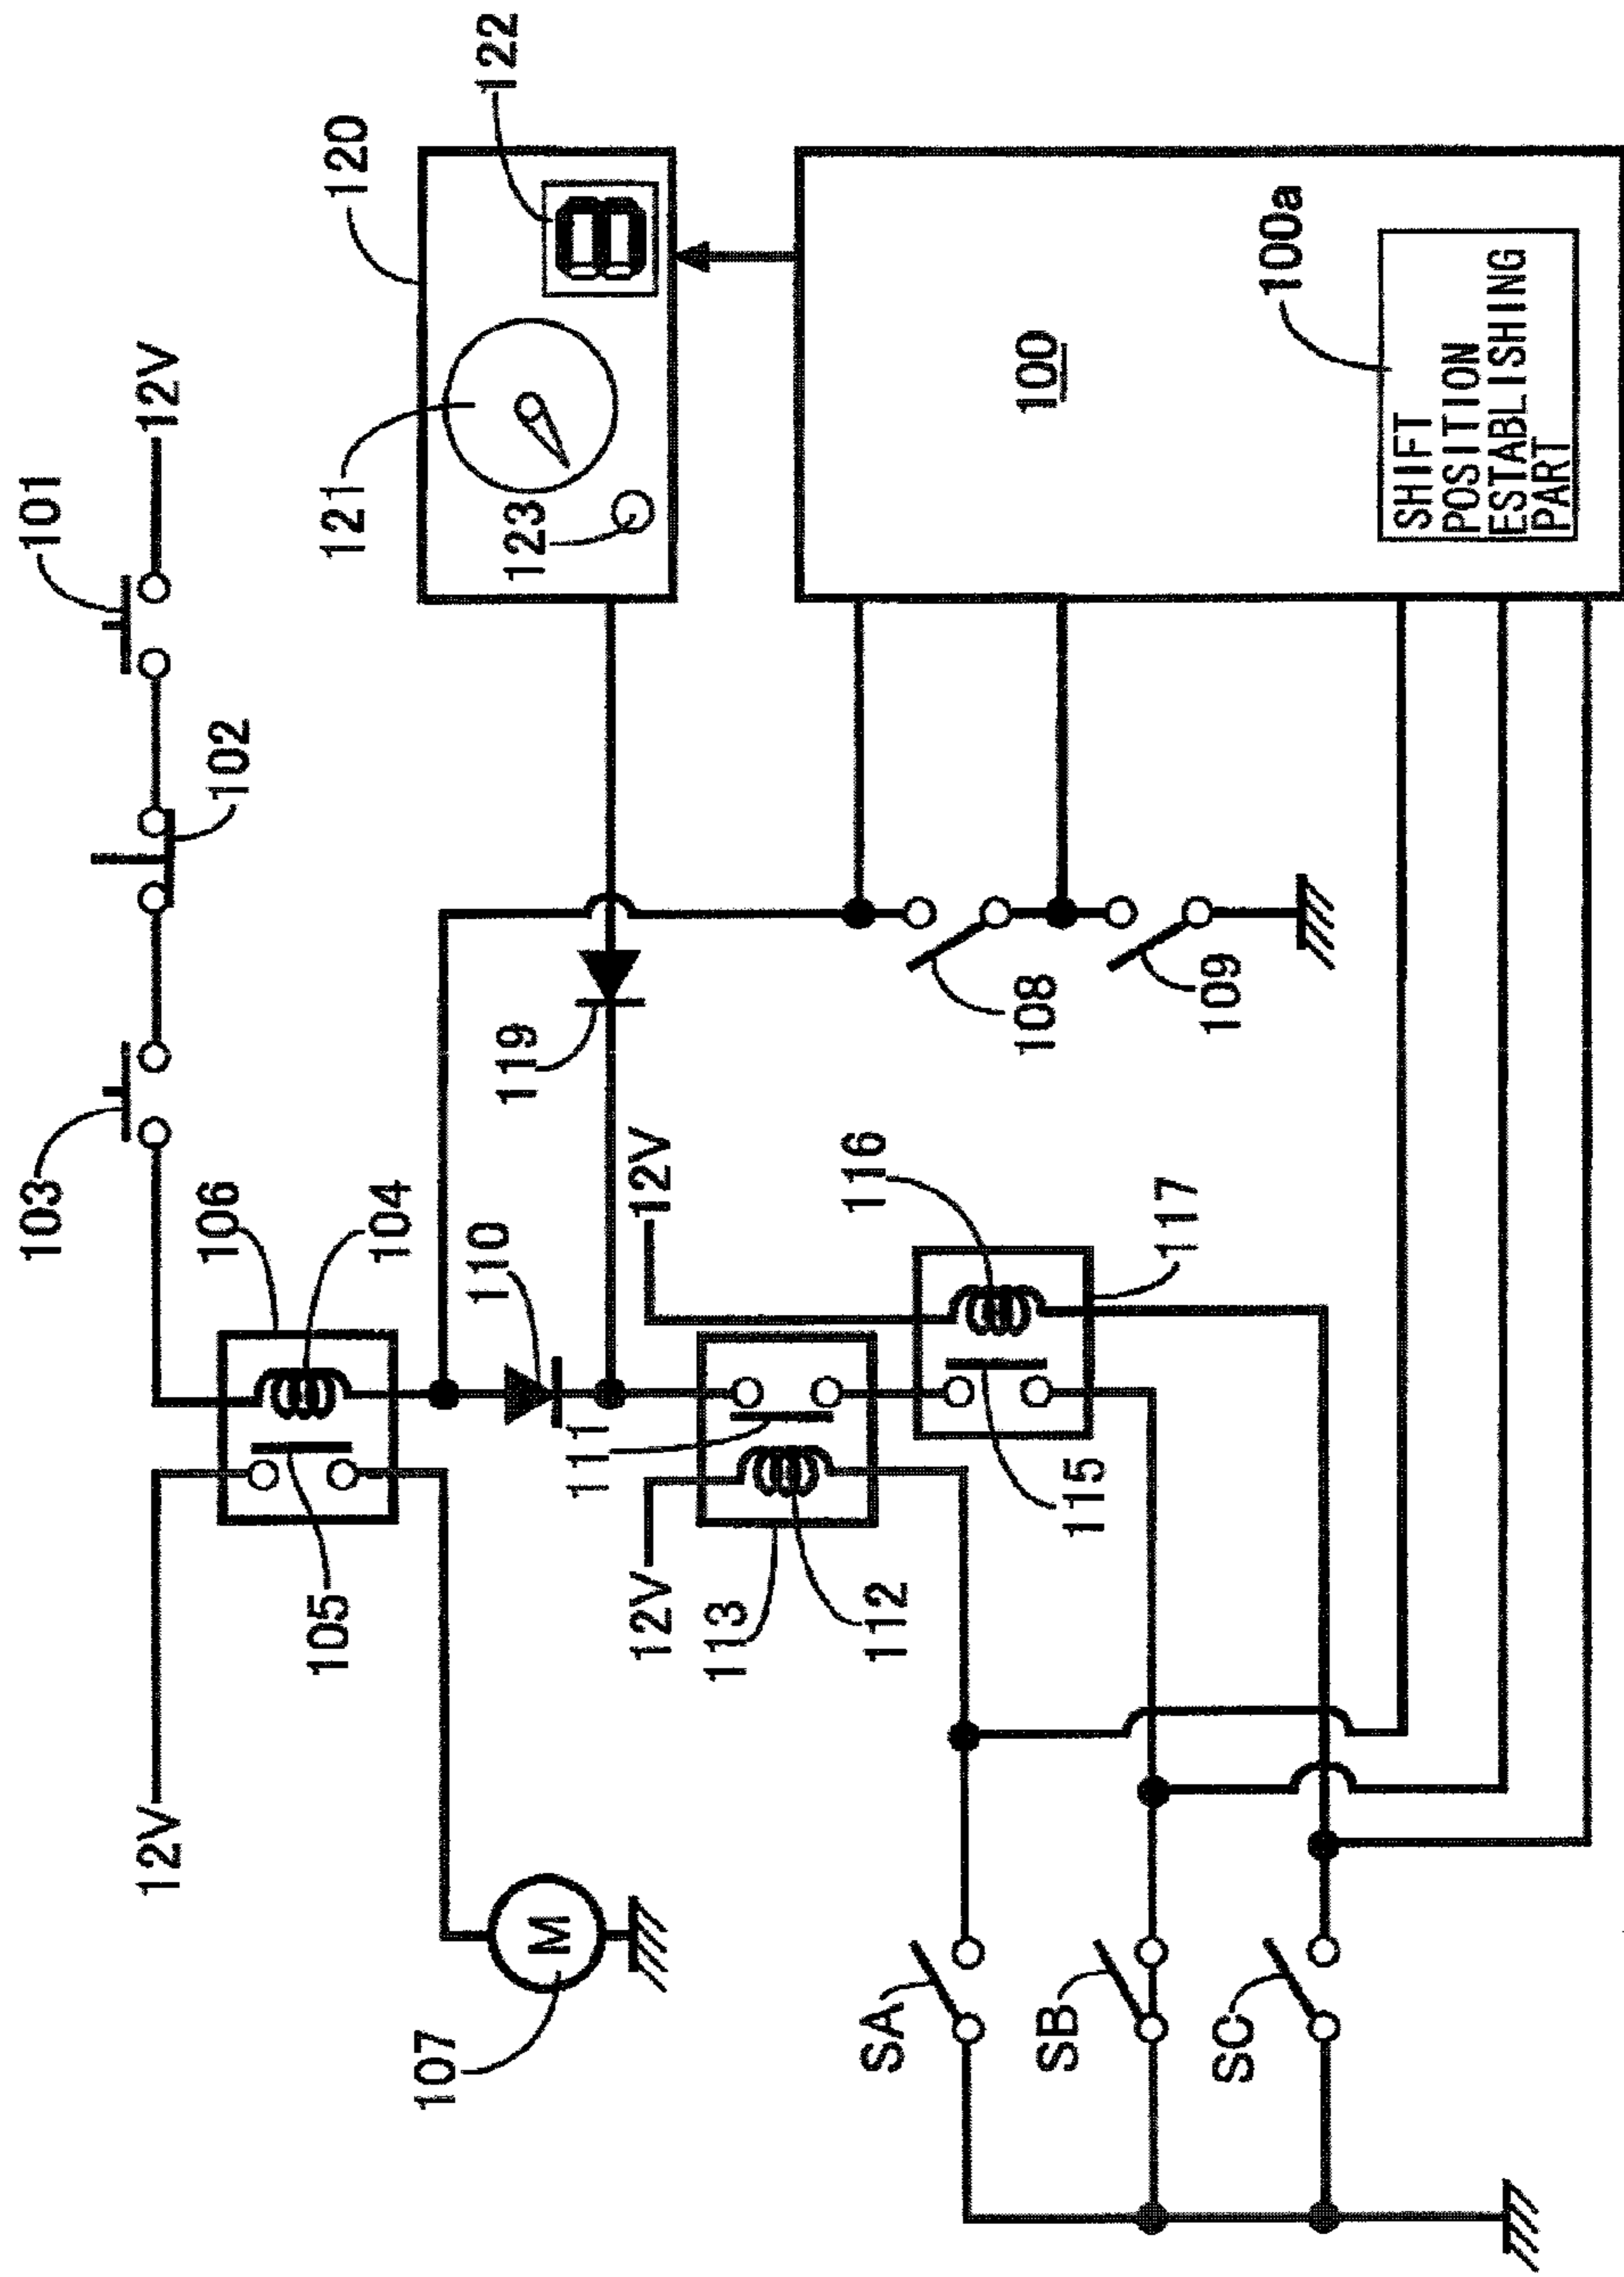 101
12V
102
103
106
104
105
12V
107
M
120
121
122
123
119
110
111
12V
12V
113
112
116
117
115
108
109
100
100a
SHIFT
POSITION
ESTABLISHING
PART
SA
SB
SC